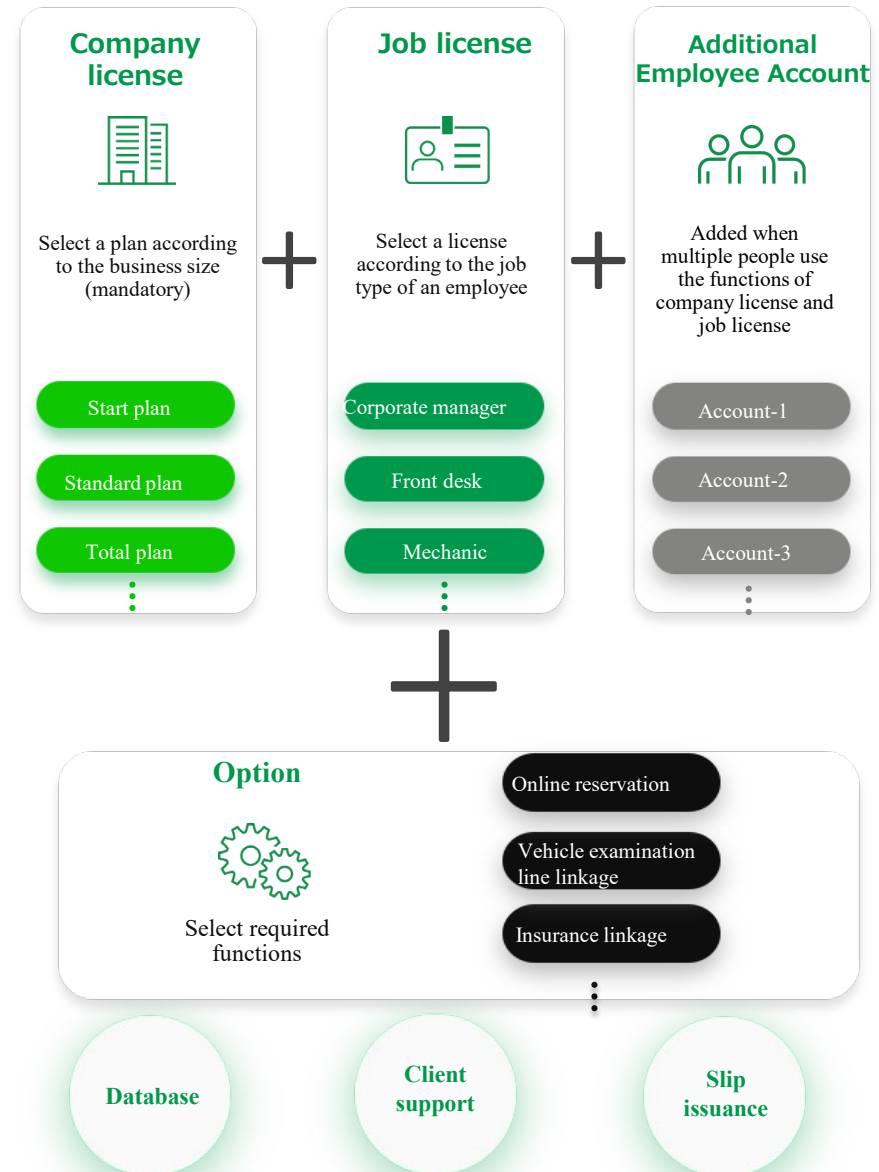 Company
license
Select a plan according
to the business size
(mandatory)
Start plan
Standard plan
Total plan
Job license
Select a license
according to the job
type of an employee
Corporate manager
Front desk
Mechanic
Additional
Employee Account
Added when
multiple people use
the functions of
company license and
job license
Account-1
Account-2
Account-3
Option
Select required
functions
Online reservation
Vehicle examination
line linkage
Insurance linkage
Database
Client
support
Slip
issuance